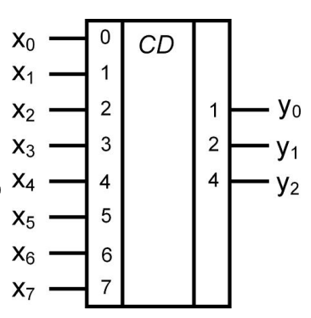 x₀ 0 CD
x₁ 1
x₂ 2 1 y₀
x₃ 3 2 y₁
x₄ 4 4 y₂
x₅ 5
x₆ 6
x₇ 7